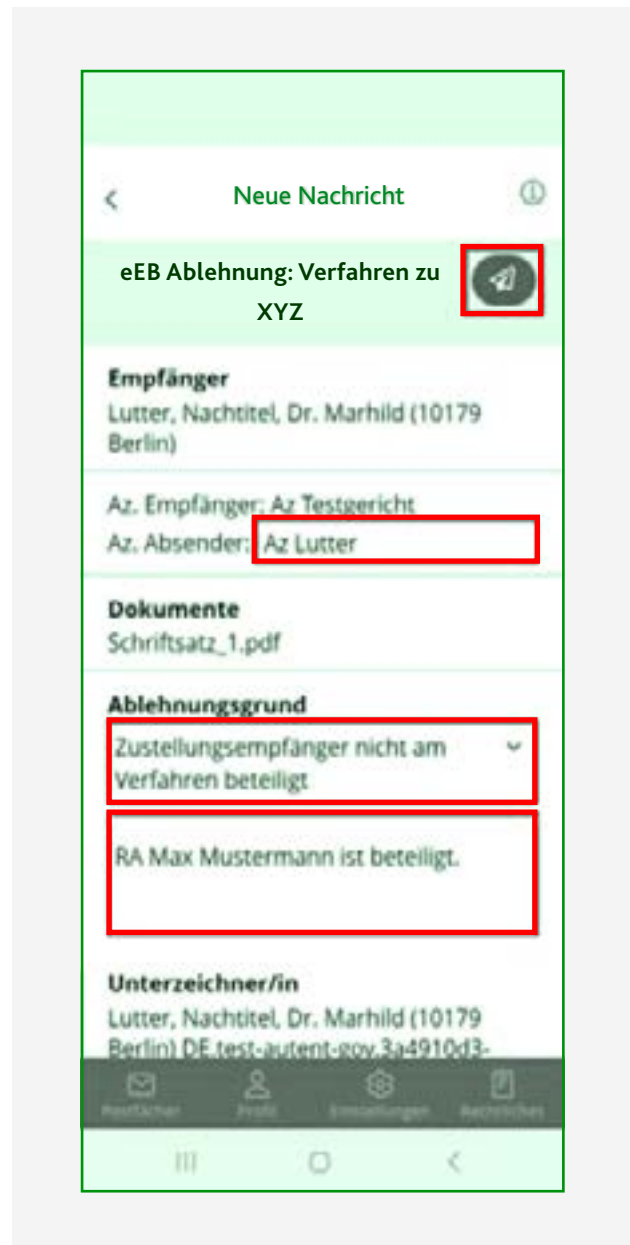 Neue Nachricht
eEB Ablehnung: Verfahren zu
XYZ
Empfänger
Lutter, Nachtitel, Dr. Marhild (10179
Berlin)
Az. Empfänger: Az Testgericht
Az. Absender: Az Lutter
Dokumente
Schriftsatz_1.pdf
Ablehnungsgrund
Zustellungsempfänger nicht am
Verfahren beteiligt
RA Max Mustermann ist beteiligt.
Unterzeichner/in
Lutter, Nachtitel, Dr. Marhild (10179
Berlin) DE.test-autent-gov.3a4910d3-
Postfächer Profil Einstellungen Rechtliches